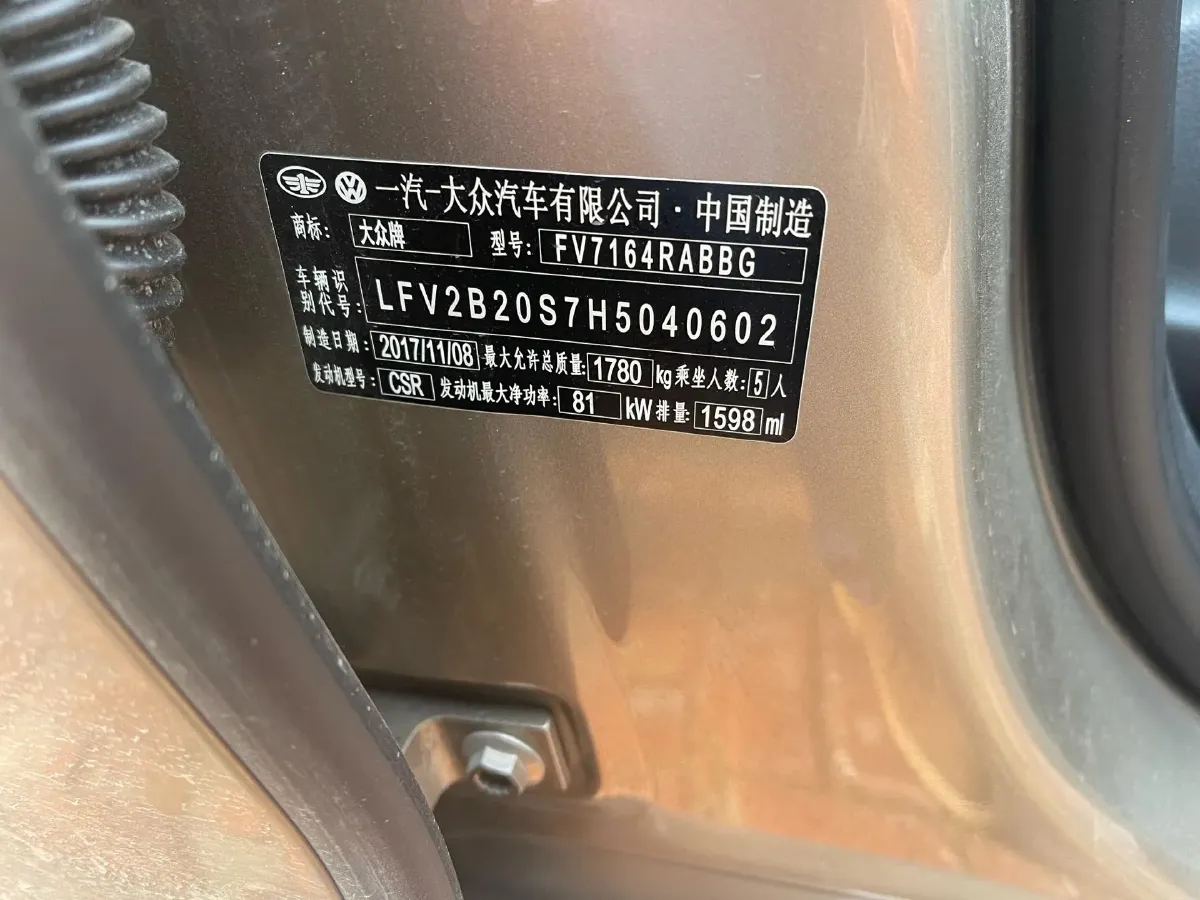 一汽-大众汽车有限公司·中国制造
商标: 大众牌 型号: FV7164RABBG
车辆识别代号: LFV2B20S7H5040602
制造日期: 2017/11/08 最大允许总质量: 1780 kg 乘坐人数: 5 人
发动机型号: CSR 发动机最大净功率: 81 kW 排量: 1598 ml